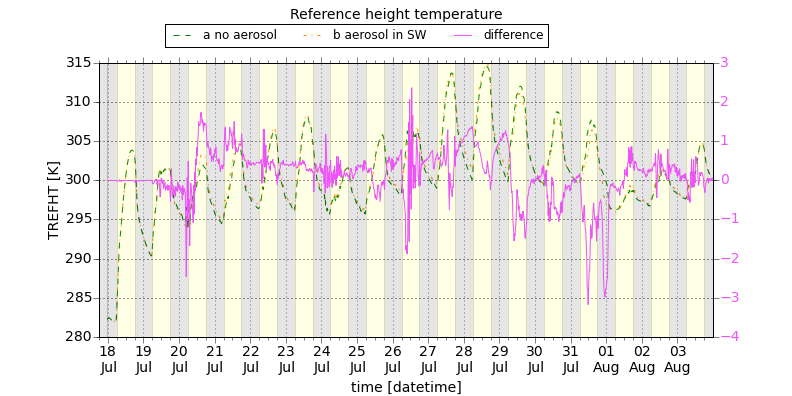 Reference height temperature
a no aerosol b aerosol in SW difference
TREFHT [K]
315
310
305
300
295
290
285
280
3
2
1
0
−1
−2
−3
−4
18 19 20 21 22 23 24 25 26 27 28 29 30 31 01 02 03
Jul Jul Jul Jul Jul Jul Jul Jul Jul Jul Jul Jul Jul Jul Aug Aug Aug
time [datetime]